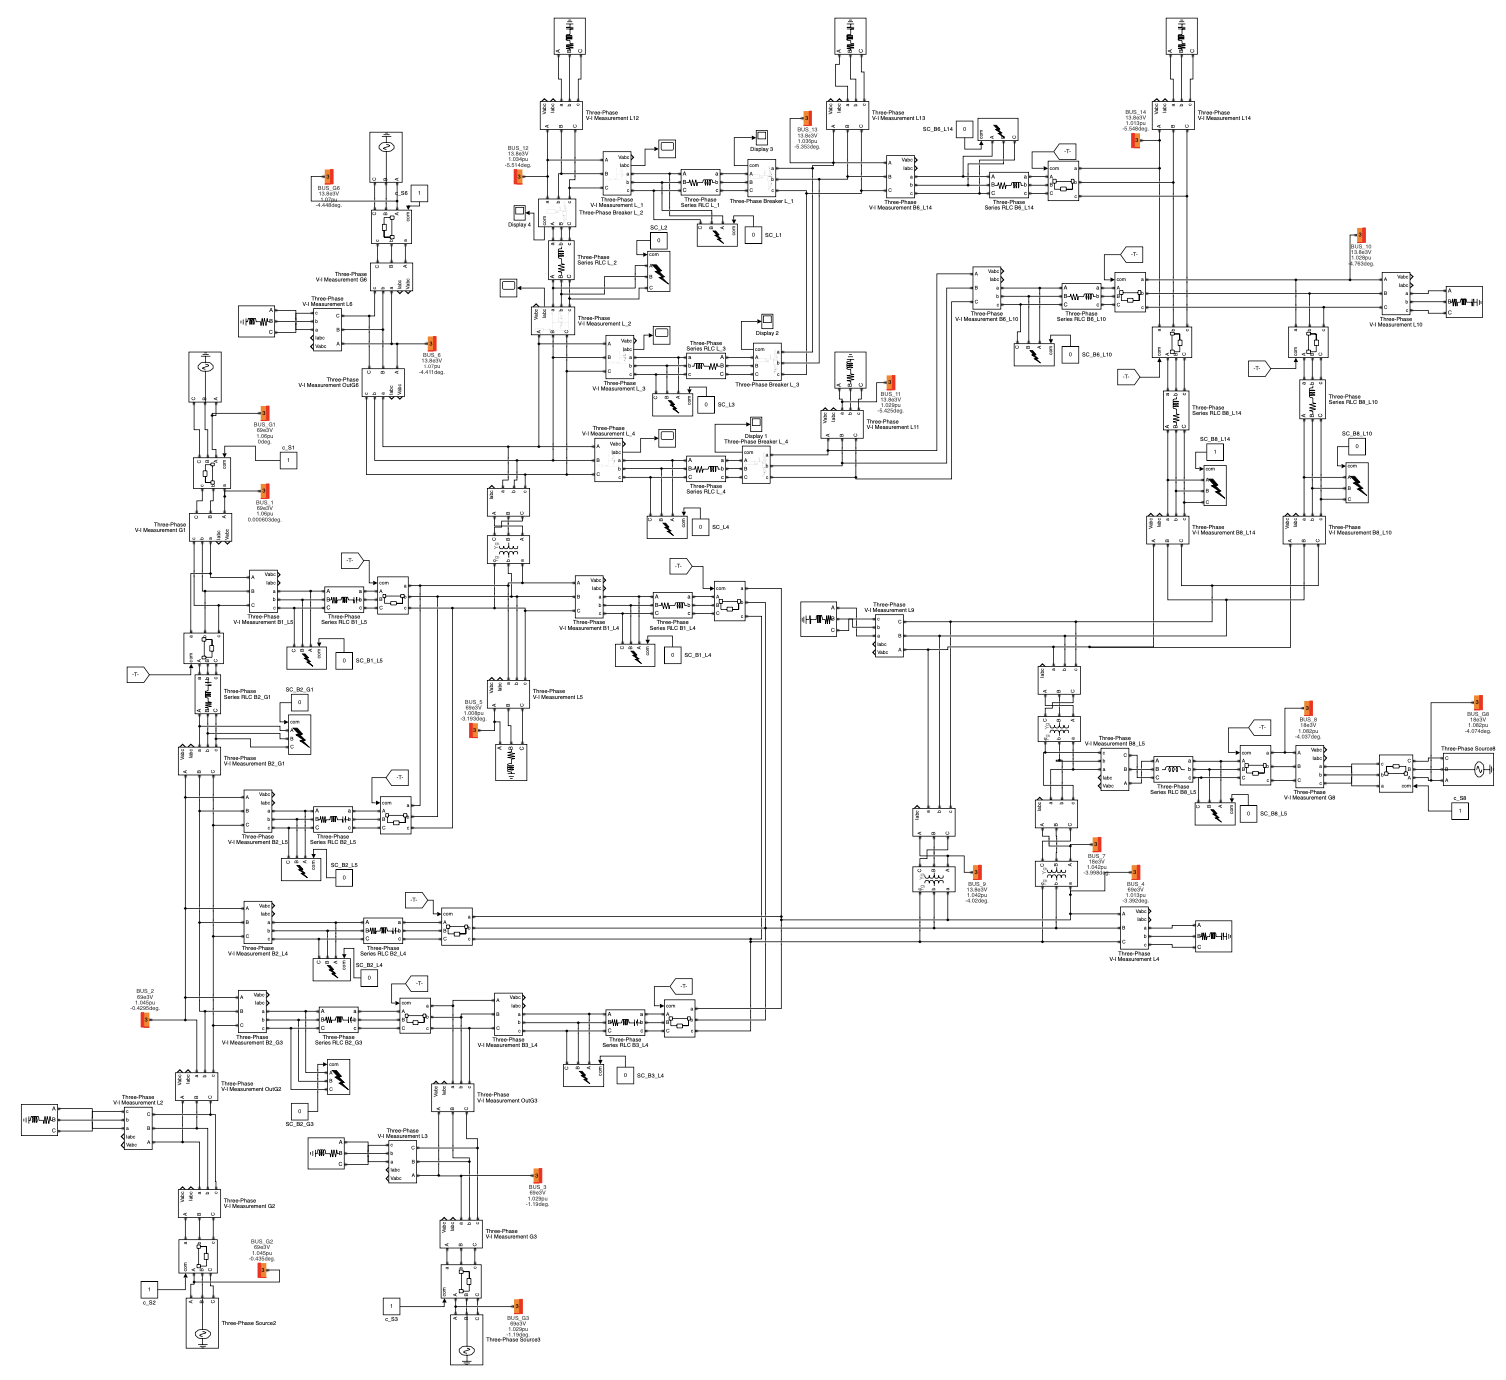 Three-Phase
V-I Measurement L12
Three-Phase
V-I Measurement L13
Three-Phase
V-I Measurement L14
BUS_12
13.8e3V
1.034pu
-5.514deg.
BUS_13
13.8e3V
1.036pu
-5.353deg.
BUS_14
13.8e3V
1.013pu
-5.548deg.
SC_B6_L14
0
-T-
Display 3
BUS_G6
13.8e3V
1.07pu
-4.448deg.
c_S6
1
Three-Phase
V-I Measurement L_1
Three-Phase
Series RLC L_1
Three-Phase Breaker L_1
Three-Phase
V-I Measurement B6_L14
Three-Phase
Series RLC B6_L14
Display 4
Three-Phase Breaker L_2
SC_L2
0
SC_L1
0
Three-Phase
Series RLC L_2
BUS_10
13.8e3V
1.028pu
-4.763deg.
-T-
Three-Phase
V-I Measurement G6
Three-Phase
V-I Measurement L6
Three-Phase
V-I Measurement L_2
Three-Phase
V-I Measurement B6_L10
Three-Phase
Series RLC B6_L10
Three-Phase
V-I Measurement L10
SC_B6_L10
0
Display 2
BUS_6
13.8e3V
1.07pu
-4.411deg.
Three-Phase
V-I Measurement OutG6
Three-Phase
V-I Measurement L_3
Three-Phase
Series RLC L_3
Three-Phase Breaker L_3
SC_L3
0
BUS_11
13.8e3V
1.029pu
-5.425deg.
Three-Phase
V-I Measurement L11
-T-
-T-
Three-Phase
Series RLC B8_L14
Three-Phase
Series RLC B8_L10
BUS_G1
69e3V
1.06pu
0deg.
c_S1
1
Three-Phase
V-I Measurement L_4
Display 1
Three-Phase Breaker L_4
Three-Phase
Series RLC L_4
SC_L4
0
SC_B8_L14
1
SC_B8_L10
0
BUS_1
69e3V
1.06pu
0.000603deg.
Three-Phase
V-I Measurement G1
Three-Phase
V-I Measurement B8_L14
Three-Phase
V-I Measurement B8_L10
-T-
-T-
Three-Phase
V-I Measurement B1_L5
Three-Phase
Series RLC B1_L5
SC_B1_L5
0
Three-Phase
V-I Measurement B1_L4
Three-Phase
Series RLC B1_L4
SC_B1_L4
0
Three-Phase
V-I Measurement L9
-T-
Three-Phase
Series RLC B2_G1
SC_B2_G1
0
Three-Phase
V-I Measurement B2_G1
BUS_5
69e3V
1.008pu
-3.193deg.
Three-Phase
V-I Measurement L5
Three-Phase
V-I Measurement B8_L5
Three-Phase
Series RLC B8_L5
SC_B8_L5
0
-T-
BUS_8
18e3V
1.082pu
-4.037deg.
Three-Phase
V-I Measurement G8
BUS_G8
18e3V
1.082pu
-4.074deg.
Three-Phase Source8
c_S8
1
-T-
Three-Phase
V-I Measurement B2_L5
Three-Phase
Series RLC B2_L5
SC_B2_L5
0
BUS_9
13.8e3V
1.042pu
-4.02deg.
BUS_7
18e3V
1.042pu
-3.998deg.
BUS_4
69e3V
1.013pu
-3.392deg.
-T-
Three-Phase
V-I Measurement B2_L4
Three-Phase
Series RLC B2_L4
SC_B2_L4
0
Three-Phase
V-I Measurement L4
BUS_2
69e3V
1.045pu
-0.4295deg.
-T-
-T-
Three-Phase
V-I Measurement B2_G3
Three-Phase
Series RLC B2_G3
SC_B2_G3
0
Three-Phase
V-I Measurement B3_L4
Three-Phase
Series RLC B3_L4
SC_B3_L4
0
Three-Phase
V-I Measurement OutG2
Three-Phase
V-I Measurement L2
Three-Phase
V-I Measurement OutG3
Three-Phase
V-I Measurement L3
BUS_3
69e3V
1.029pu
-1.19deg.
Three-Phase
V-I Measurement G2
Three-Phase
V-I Measurement G3
BUS_G2
69e3V
1.045pu
-0.435deg.
c_S2
1
Three-Phase Source2
c_S3
1
BUS_G3
69e3V
1.029pu
-1.19deg.
Three-Phase Source3